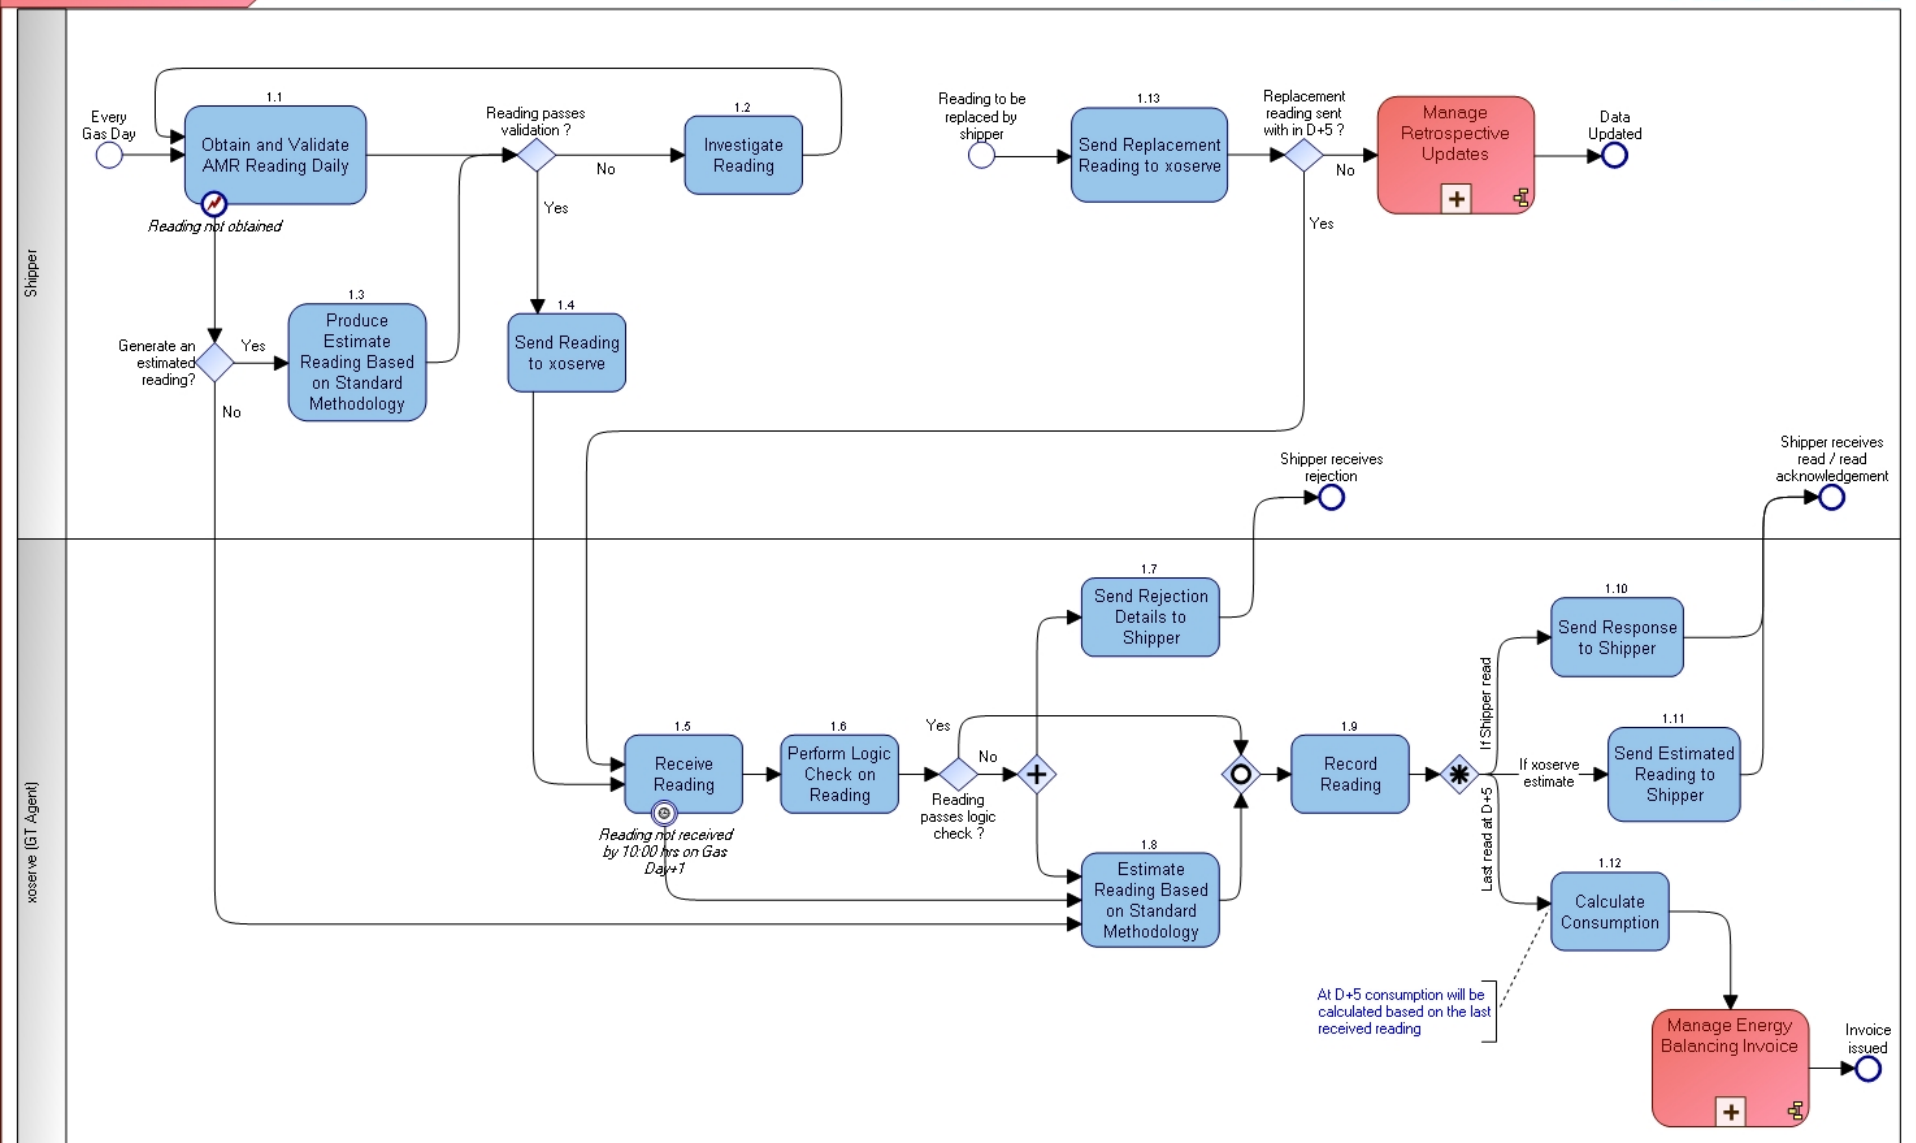 Shipper
Every
Gas Day
1.1
Obtain and Validate
AMR Reading Daily
Reading not obtained
Reading passes
validation ?
No
Yes
1.2
Investigate
Reading
Generate an
estimated
reading?
Yes
No
1.3
Produce
Estimate
Reading Based
on Standard
Methodology
1.4
Send Reading
to xoserve
Reading to be
replaced by
shipper
1.13
Send Replacement
Reading to xoserve
Replacement
reading sent
with in D+5 ?
No
Yes
Manage
Retrospective
Updates
Data
Updated
Shipper receives
rejection
Shipper receives
read / read
acknowledgement
xoserve (GT Agent)
1.5
Receive
Reading
Reading not received
by 10:00 hrs on Gas
Day+1
1.6
Perform Logic
Check on
Reading
Yes
No
Reading
passes logic
check ?
1.7
Send Rejection
Details to
Shipper
1.8
Estimate
Reading Based
on Standard
Methodology
1.9
Record
Reading
If Shipper read
If xoserve
estimate
Last read at D+5
1.10
Send Response
to Shipper
1.11
Send Estimated
Reading to
Shipper
1.12
Calculate
Consumption
At D+5 consumption will be
calculated based on the last
received reading
Manage Energy
Balancing Invoice
Invoice
issued